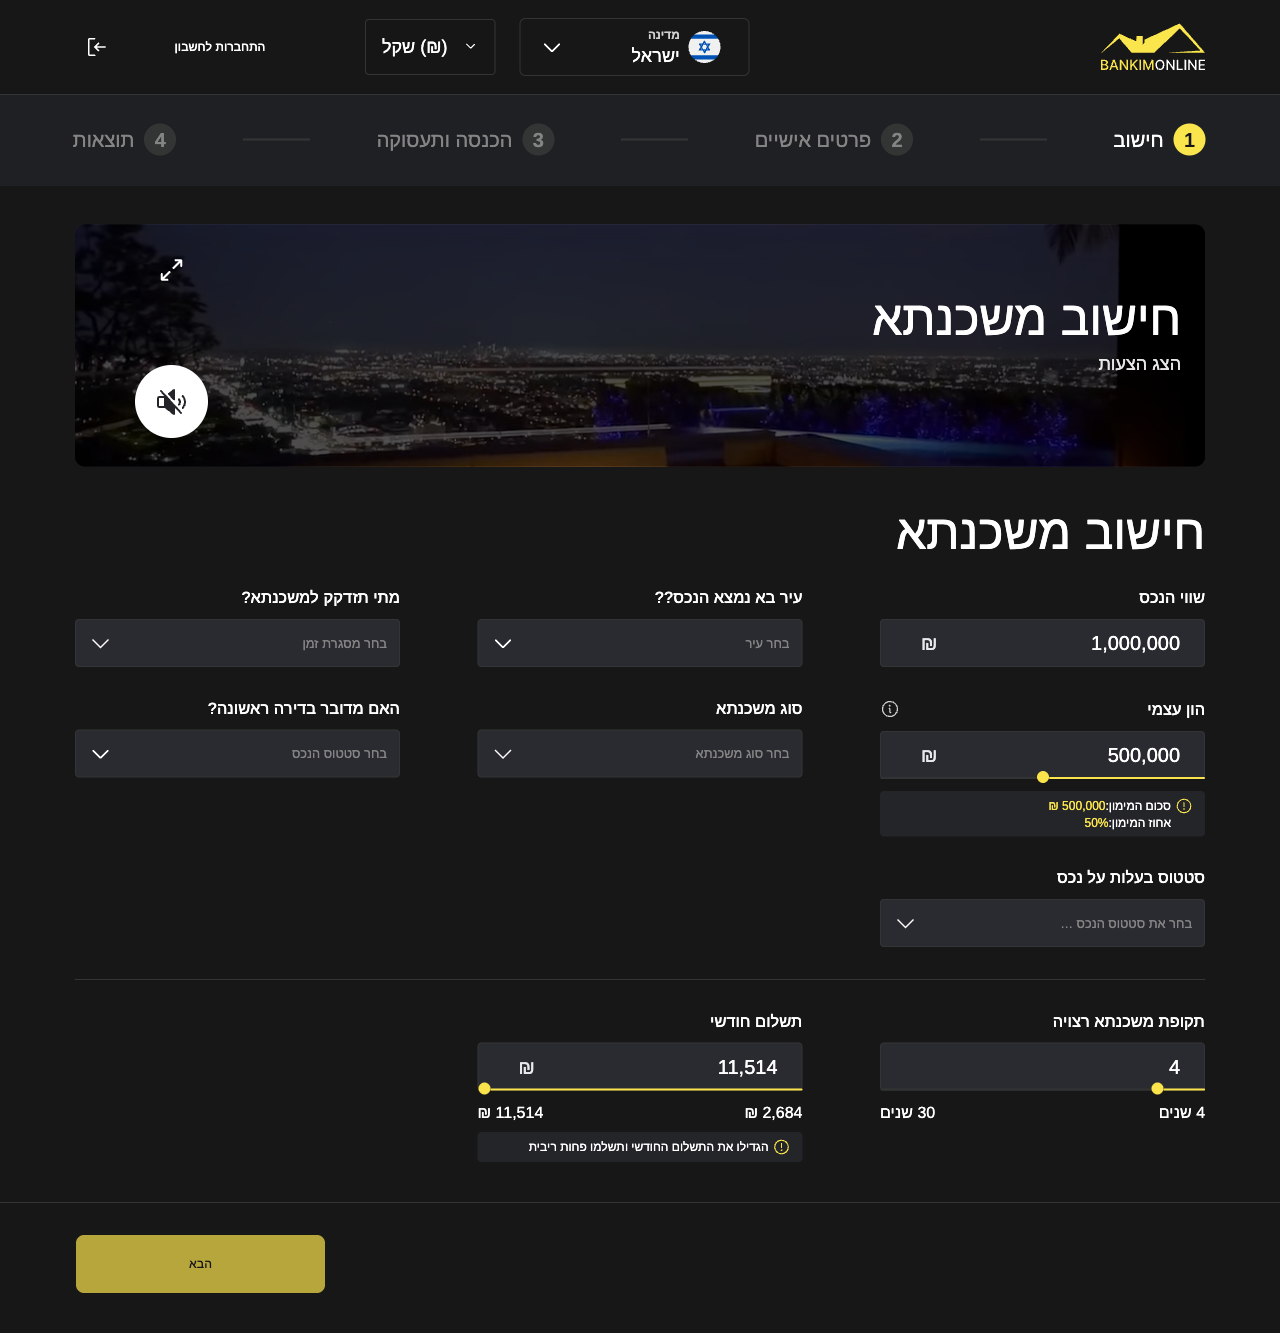 BANKIMONLINE
מדינה
ישראל
שקל (₪)
התחברות לחשבון
1 חישוב
2 פרטים אישיים
3 הכנסה ותעסוקה
4 תוצאות
חישוב משכנתא
הצג הצעות
חישוב משכנתא
שווי הנכס
1,000,000 ₪
עיר בא נמצא הנכס??
בחר עיר
מתי תזדקק למשכנתא?
בחר מסגרת זמן
הון עצמי
500,000 ₪
סכום המימון:500,000 ₪
אחוז המימון:50%
סוג משכנתא
בחר סוג משכנתא
האם מדובר בדירה ראשונה?
בחר סטטוס הנכס
סטטוס בעלות על נכס
בחר את סטטוס הנכס ...
תקופת משכנתא רצויה
4
4 שנים
30 שנים
תשלום חודשי
11,514 ₪
2,684 ₪
11,514 ₪
הגדילו את התשלום החודשי ותשלמו פחות ריבית
הבא